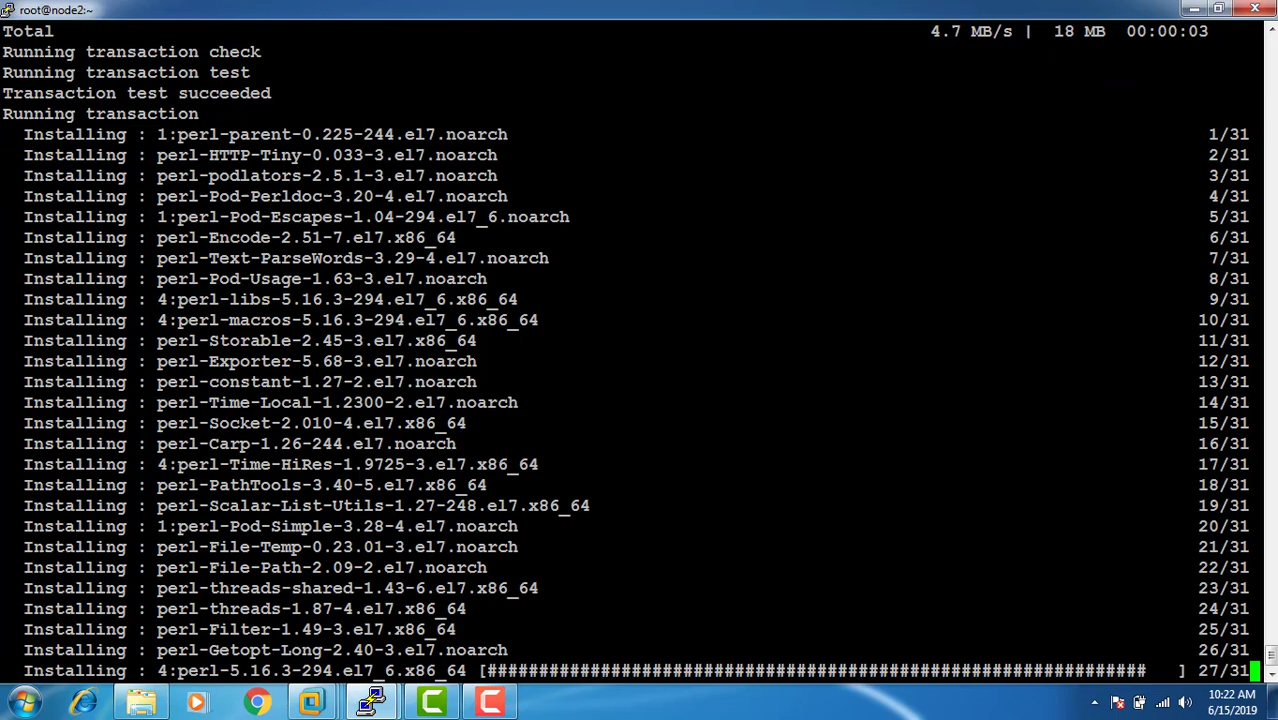 root@node2:~
Total 4.7 MB/s | 18 MB 00:00:03
Running transaction check
Running transaction test
Transaction test succeeded
Running transaction
Installing : 1:perl-parent-0.225-244.el7.noarch 1/31
Installing : perl-HTTP-Tiny-0.033-3.el7.noarch 2/31
Installing : perl-podlators-2.5.1-3.el7.noarch 3/31
Installing : perl-Pod-Perldoc-3.20-4.el7.noarch 4/31
Installing : 1:perl-Pod-Escapes-1.04-294.el7_6.noarch 5/31
Installing : perl-Encode-2.51-7.el7.x86_64 6/31
Installing : perl-Text-ParseWords-3.29-4.el7.noarch 7/31
Installing : perl-Pod-Usage-1.63-3.el7.noarch 8/31
Installing : 4:perl-libs-5.16.3-294.el7_6.x86_64 9/31
Installing : 4:perl-macros-5.16.3-294.el7_6.x86_64 10/31
Installing : perl-Storable-2.45-3.el7.x86_64 11/31
Installing : perl-Exporter-5.68-3.el7.noarch 12/31
Installing : perl-constant-1.27-2.el7.noarch 13/31
Installing : perl-Time-Local-1.2300-2.el7.noarch 14/31
Installing : perl-Socket-2.010-4.el7.x86_64 15/31
Installing : perl-Carp-1.26-244.el7.noarch 16/31
Installing : 4:perl-Time-HiRes-1.9725-3.el7.x86_64 17/31
Installing : perl-PathTools-3.40-5.el7.x86_64 18/31
Installing : perl-Scalar-List-Utils-1.27-248.el7.x86_64 19/31
Installing : 1:perl-Pod-Simple-3.28-4.el7.noarch 20/31
Installing : perl-File-Temp-0.23.01-3.el7.noarch 21/31
Installing : perl-File-Path-2.09-2.el7.noarch 22/31
Installing : perl-threads-shared-1.43-6.el7.x86_64 23/31
Installing : perl-threads-1.87-4.el7.x86_64 24/31
Installing : perl-Filter-1.49-3.el7.x86_64 25/31
Installing : perl-Getopt-Long-2.40-3.el7.noarch 26/31
Installing : 4:perl-5.16.3-294.el7_6.x86_64 [################################################################ ] 27/31
10:22 AM
6/15/2019